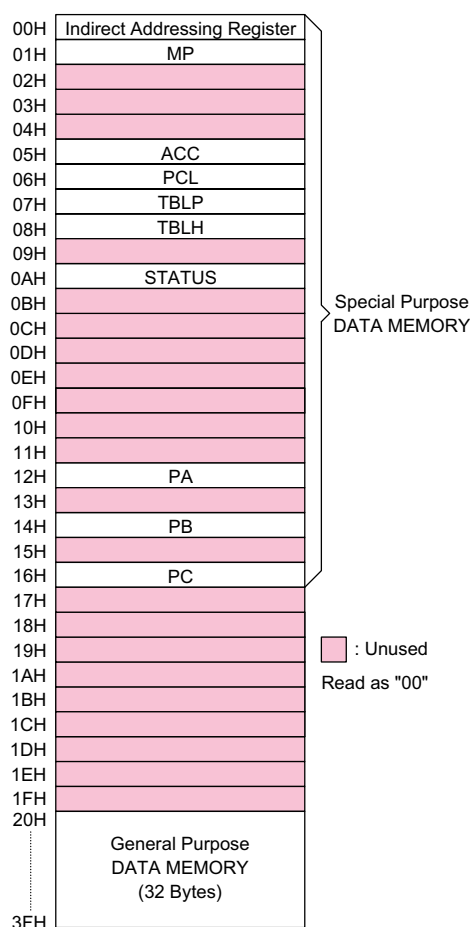 00H Indirect Addressing Register
01H MP
02H
03H
04H
05H ACC
06H PCL
07H TBLP
08H TBLH
09H
0AH STATUS
0BH
0CH
0DH
0EH
0FH
10H
11H
12H PA
13H
14H PB
15H
16H PC
17H
18H
19H
1AH
1BH
1CH
1DH
1EH
1FH
20H
General Purpose
DATA MEMORY
(32 Bytes)
3FH
Special Purpose
DATA MEMORY
: Unused
Read as "00"